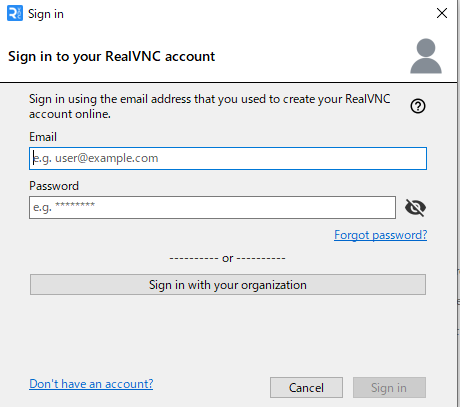 Sign in
Sign in to your RealVNC account
Sign in using the email address that you used to create your RealVNC
account online.
Email
e.g. user@example.com
Password
e.g. ********
Forgot password?
---------- or ----------
Sign in with your organization
Don't have an account?
Cancel
Sign in